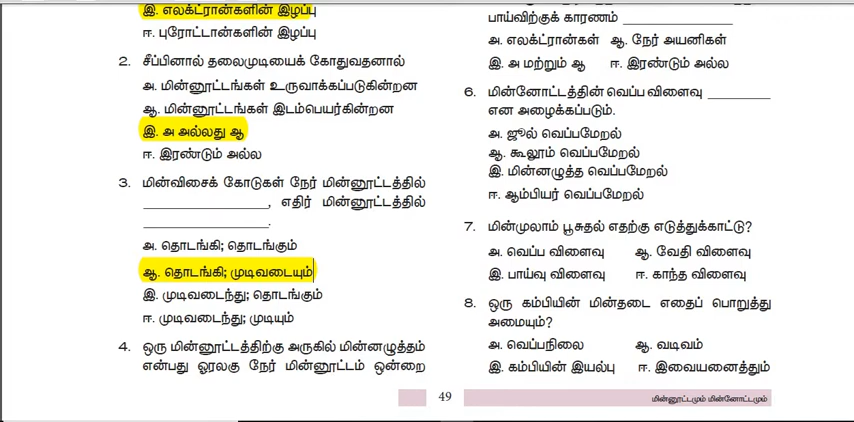 இ. எலக்ட்ரான்களின் இழப்பு
ஈ. புரோட்டான்களின் இழப்பு
2. சீப்பினால் தலைமுடியைக் கோதுவதனால்
அ. மின்னூட்டங்கள் உருவாக்கப்படுகின்றன
ஆ. மின்னூட்டங்கள் இடம்பெயர்கின்றன
இ. அ அல்லது ஆ
ஈ. இரண்டும் அல்ல
3. மின்விசைக் கோடுகள் நேர் மின்னூட்டத்தில்
________________, எதிர் மின்னூட்டத்தில்
________________.
அ. தொடங்கி; தொடங்கும்
ஆ. தொடங்கி; முடிவடையும்
இ. முடிவடைந்து; தொடங்கும்
ஈ. முடிவடைந்து; முடியும்
4. ஒரு மின்னூட்டத்திற்கு அருகில் மின்னழுத்தம்
என்பது ஓரலகு நேர் மின்னூட்டம் ஒன்றை
பாய்விற்குக் காரணம் ______________
அ. எலக்ட்ரான்கள் ஆ. நேர் அயனிகள்
இ. அ மற்றும் ஆ ஈ. இரண்டும் அல்ல
6. மின்னோட்டத்தின் வெப்ப விளைவு ________
என அழைக்கப்படும்.
அ. ஜூல் வெப்பமேறல்
ஆ. கூலூம் வெப்பமேறல்
இ. மின்னழுத்த வெப்பமேறல்
ஈ. ஆம்பியர் வெப்பமேறல்
7. மின்முலாம் பூசுதல் எதற்கு எடுத்துக்காட்டு?
அ. வெப்ப விளைவு ஆ. வேதி விளைவு
இ. பாய்வு விளைவு ஈ. காந்த விளைவு
8. ஒரு கம்பியின் மின்தடை எதைப் பொறுத்து
அமையும்?
அ. வெப்பநிலை ஆ. வடிவம்
இ. கம்பியின் இயல்பு ஈ. இவையனைத்தும்
49 மின்னூட்டமும் மின்னோட்டமும்